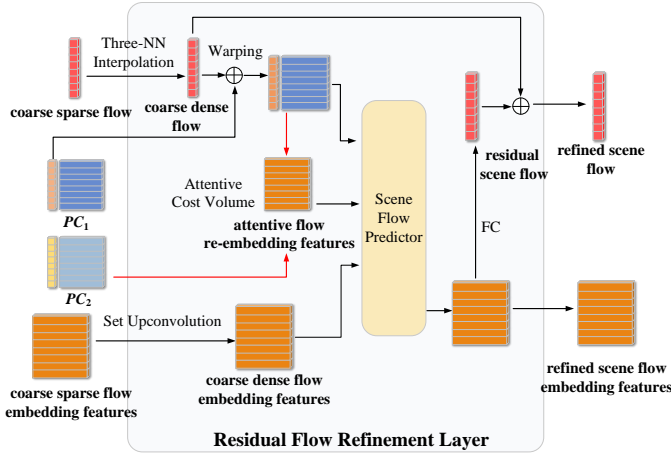 Three-NN
Interpolation
Warping
coarse sparse flow
coarse dense
flow
residual
scene flow
refined scene
flow
PC1
Attentive
Cost Volume
attentive flow
re-embedding features
Scene
Flow
Predictor
FC
PC2
Set Upconvolution
coarse sparse flow
embedding features
coarse dense flow
embedding features
refined scene flow
embedding features
Residual Flow Refinement Layer